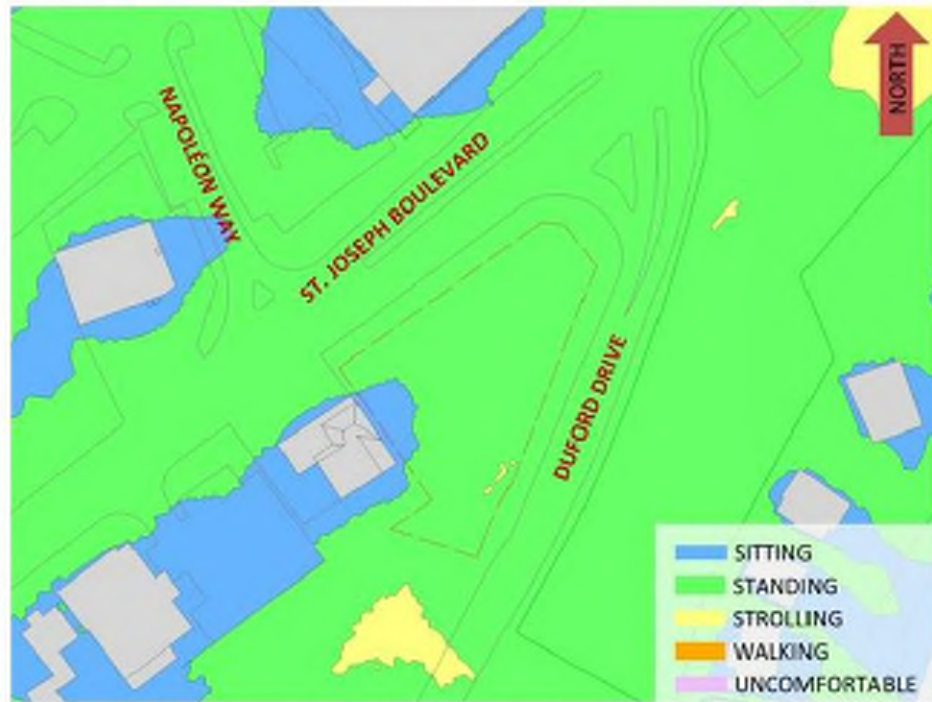 NORTH
NAPOLÉON WAY
ST. JOSEPH BOULEVARD
DUFORD DRIVE
SITTING
STANDING
STROLLING
WALKING
UNCOMFORTABLE